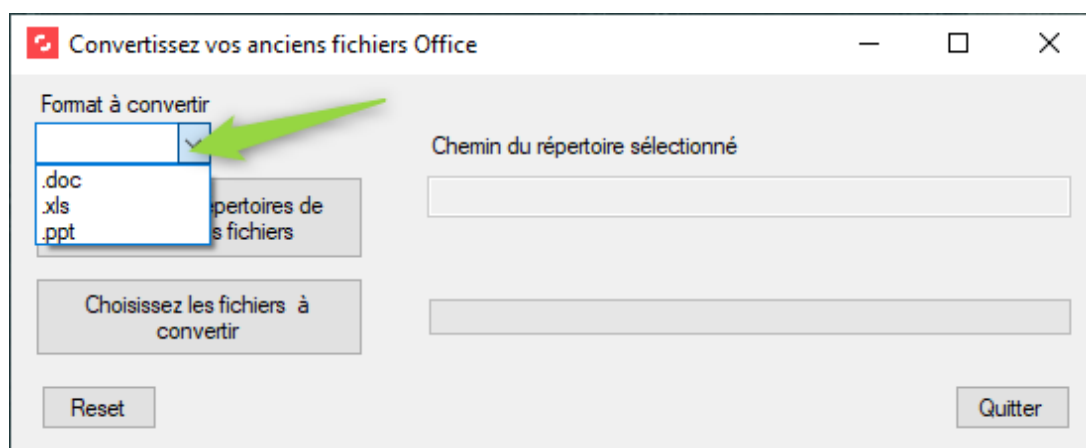 Convertissez vos anciens fichiers Office
Format à convertir
Chemin du répertoire sélectionné
.doc
.xls
.ppt
de
fichiers
Choisissez les fichiers à
convertir
Reset
Quitter